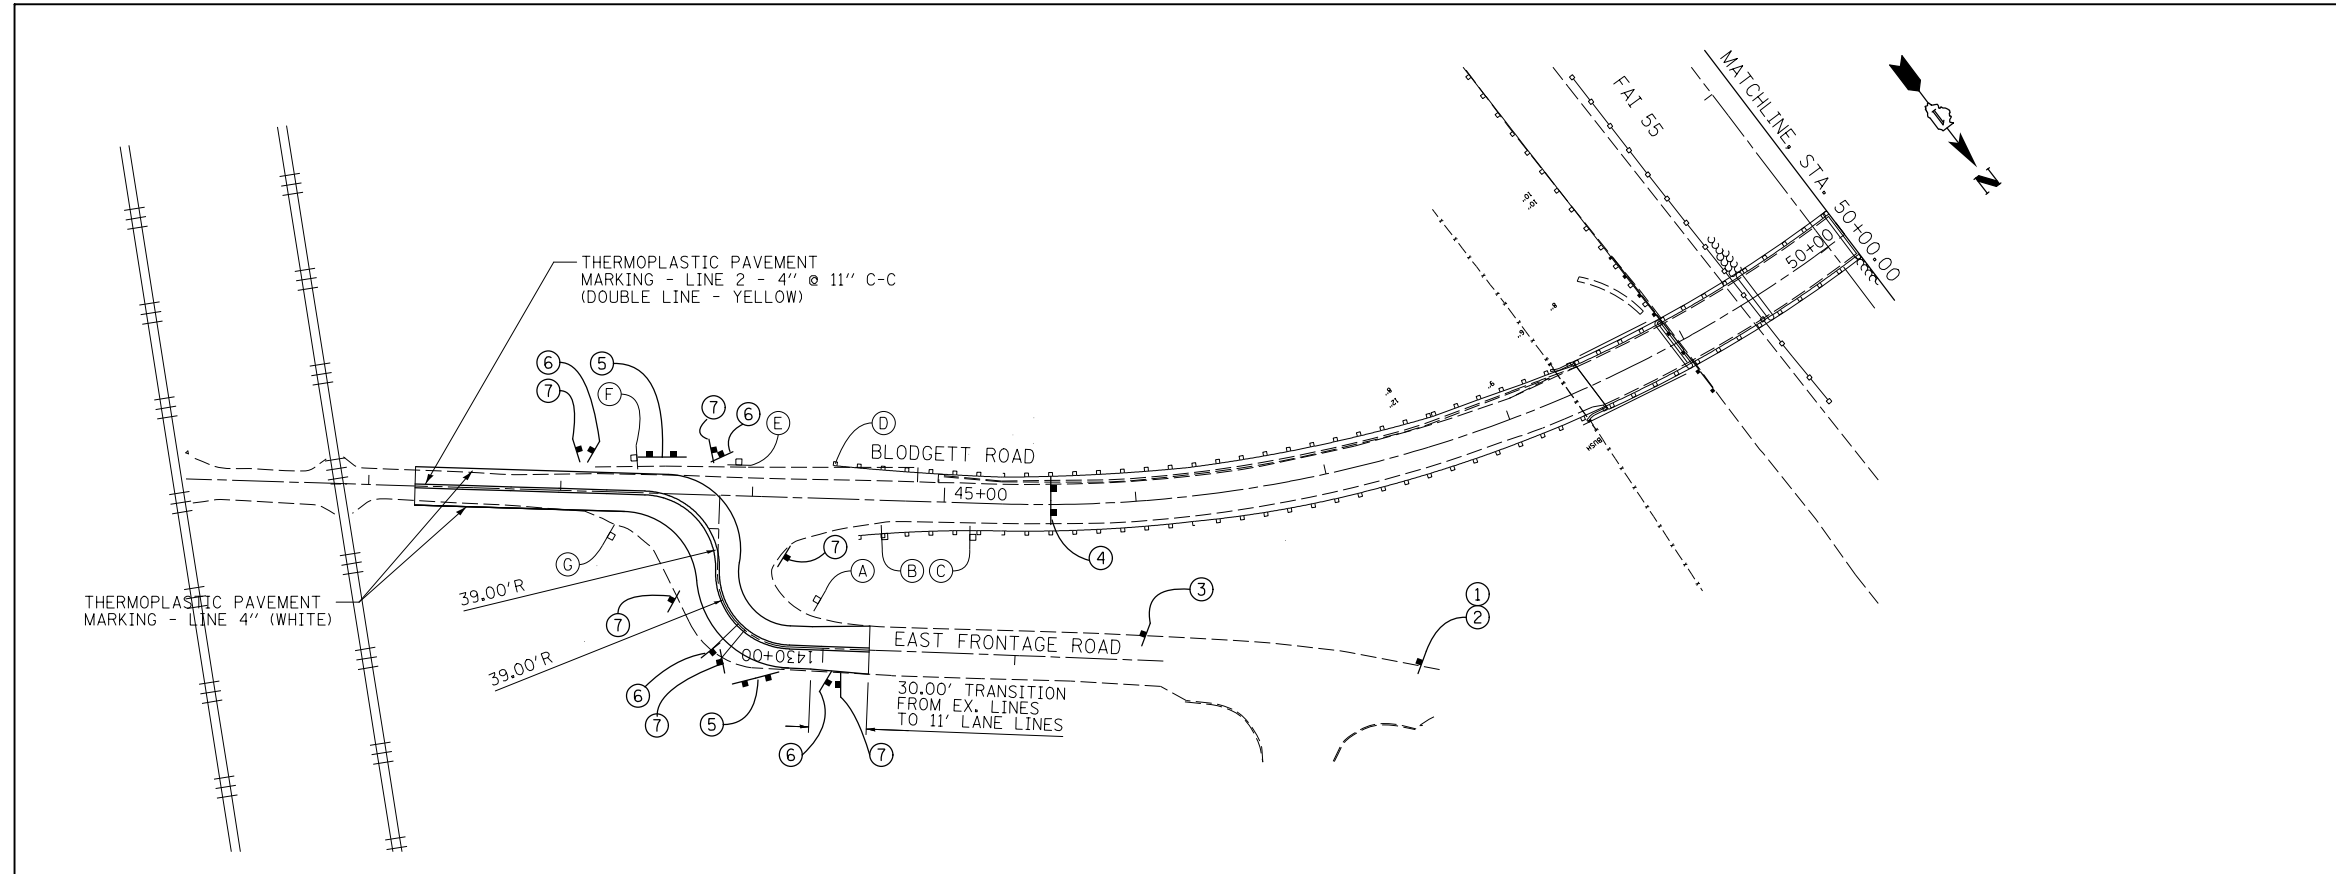 FAI 55
MATCHLINE, STA. 50+00.00
N
50+00
THERMOPLASTIC PAVEMENT
MARKING - LINE 2 - 4" @ 11" C-C
(DOUBLE LINE - YELLOW)
6
5
7
F
7
6
E
D
BLODGETT ROAD
45+00
BUSH
4
G
7
A
B
C
39.00'R
THERMOPLASTIC PAVEMENT
MARKING - LINE 4" (WHITE)
7
3
1
2
EAST FRONTAGE ROAD
39.00'R
11430+00
6
7
5
6
7
30.00' TRANSITION
FROM EX. LINES
TO 11' LANE LINES